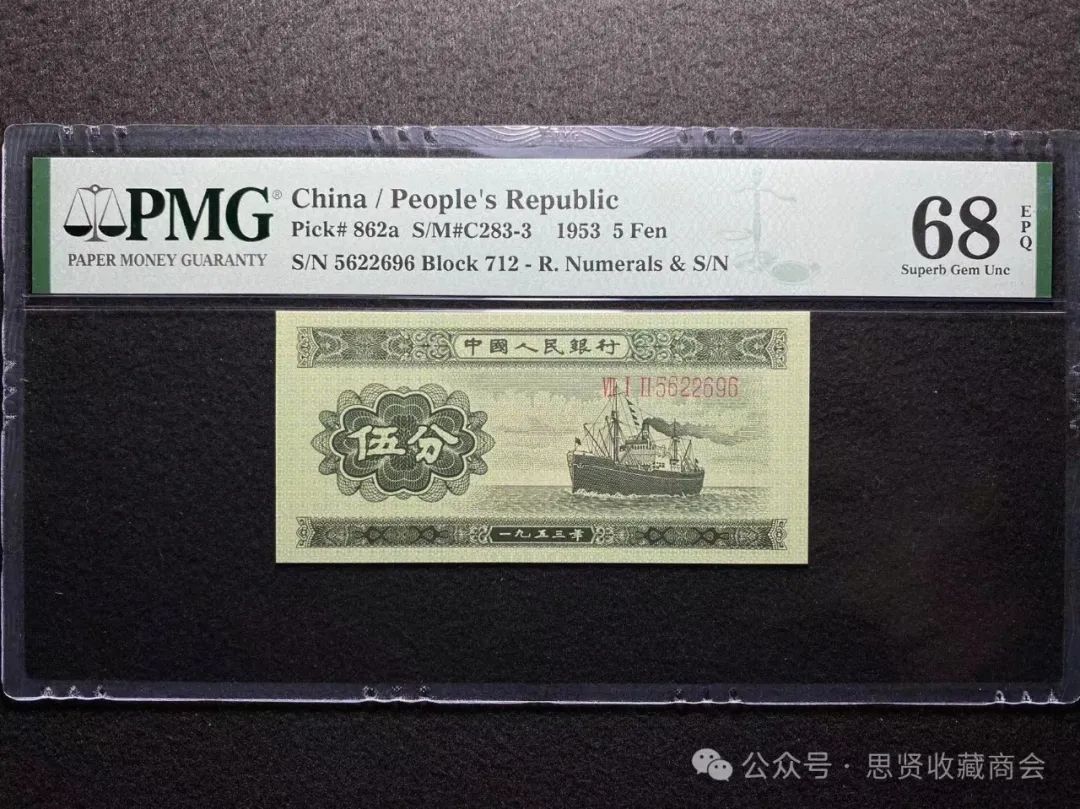 PMG®
PAPER MONEY GUARANTY
China / People's Republic
Pick# 862a S/M#C283-3 1953 5 Fen
S/N 5622696 Block 712 - R. Numerals & S/N
68
EPQ
Superb Gem Unc
中國人民銀行
Ⅶ Ⅰ Ⅱ 5622696
伍分
一九五三年
公众号 · 思贤收藏商会